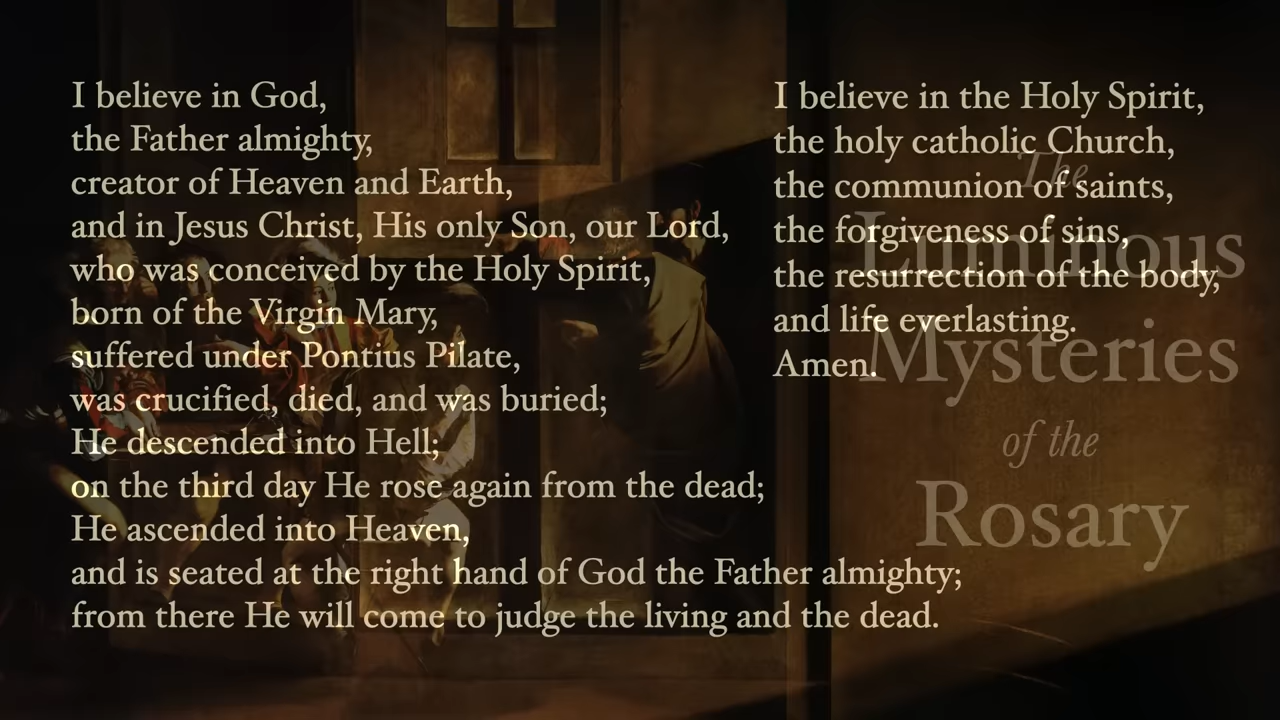 I believe in God,
the Father almighty,
creator of Heaven and Earth,
and in Jesus Christ, His only Son, our Lord,
who was conceived by the Holy Spirit,
born of the Virgin Mary,
suffered under Pontius Pilate,
was crucified, died, and was buried;
He descended into Hell;
on the third day He rose again from the dead;
He ascended into Heaven,
and is seated at the right hand of God the Father almighty;
from there He will come to judge the living and the dead.
I believe in the Holy Spirit,
the holy catholic Church,
the communion of saints,
the forgiveness of sins,
the resurrection of the body,
and life everlasting.
Amen.
The
Luminous
Mysteries
of the
Rosary